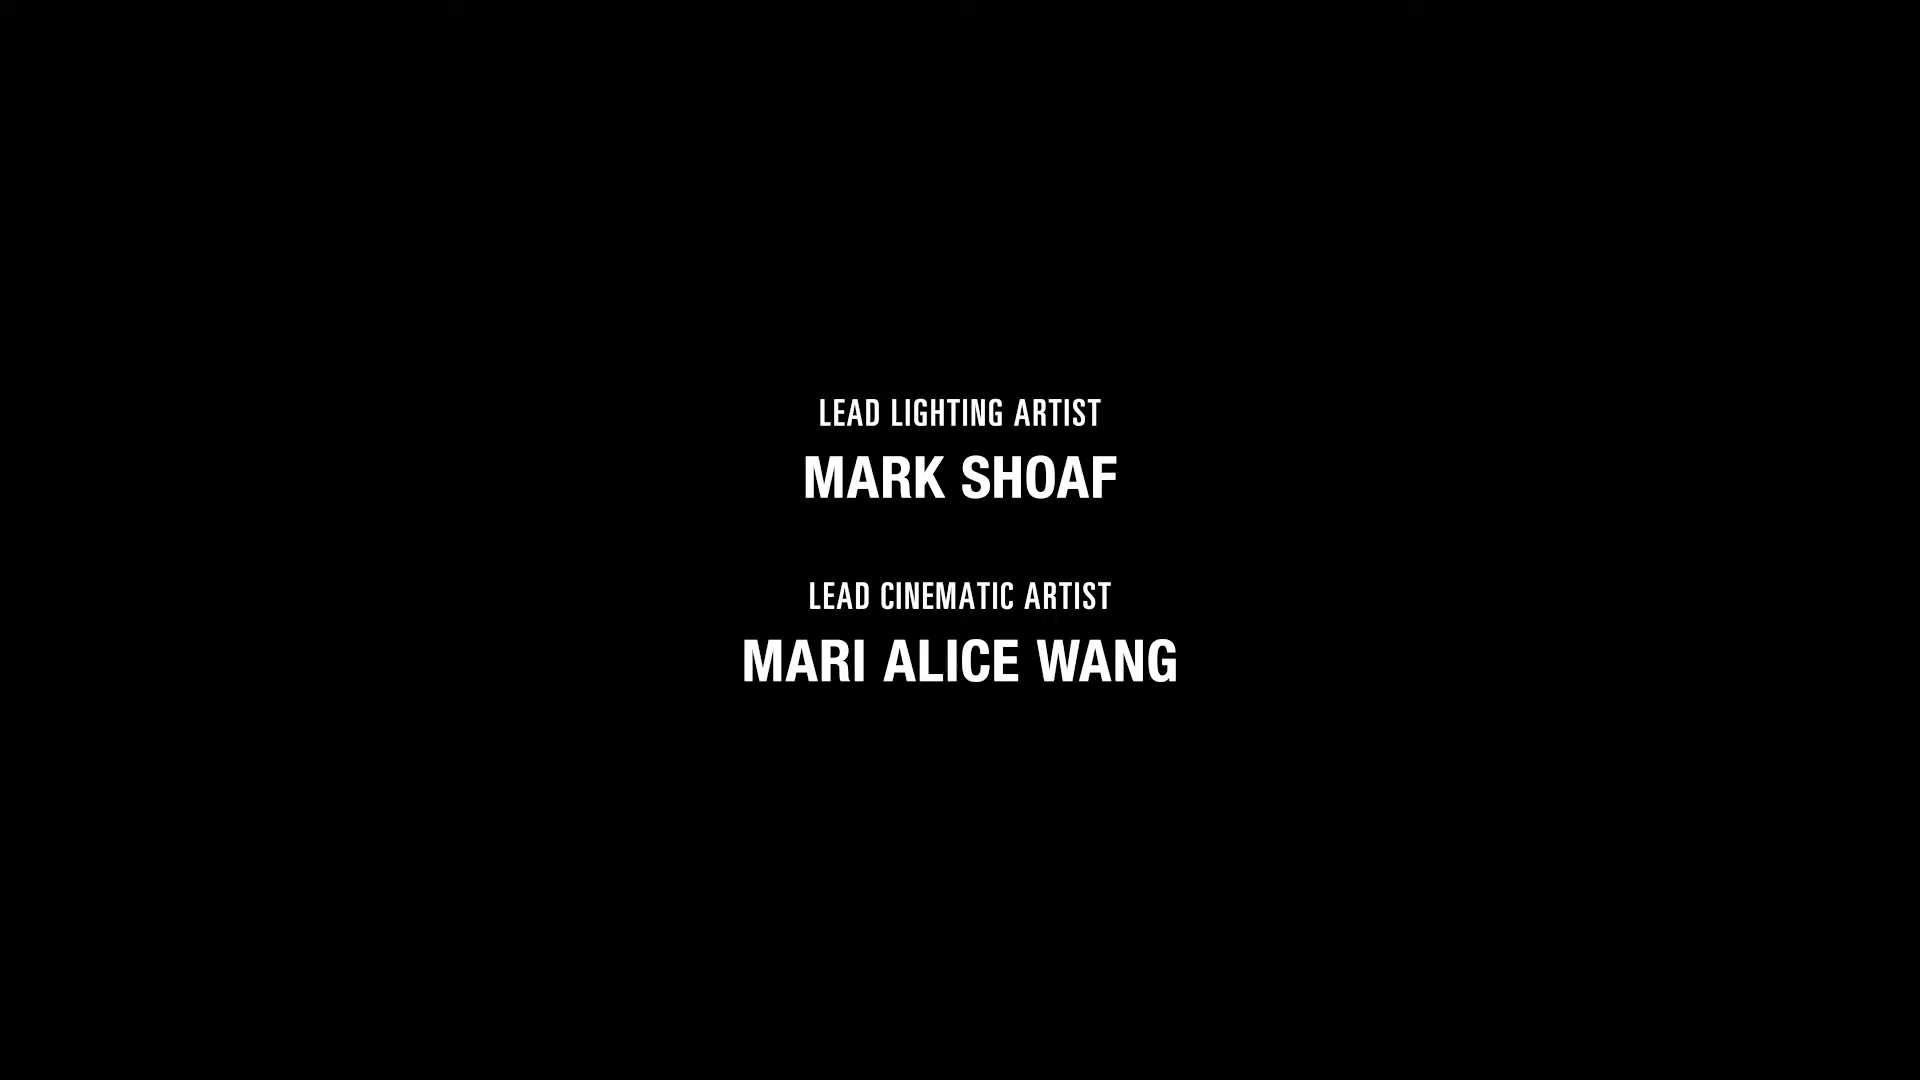 LEAD LIGHTING ARTIST
MARK SHOAF
LEAD CINEMATIC ARTIST
MARI ALICE WANG